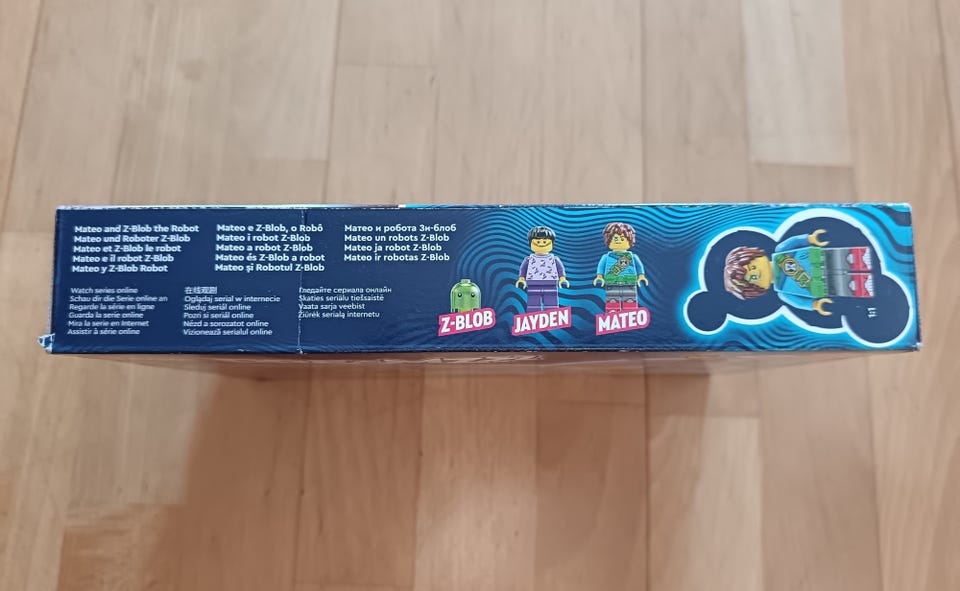 Mateo and Z-Blob the Robot
Mateo und Roboter Z-Blob
Mateo et Z-Blob le robot
Mateo e il robot Z-Blob
Mateo y Z-Blob Robot
Mateo e Z-Blob, o Robô
Mateo i robot Z-Blob
Mateo a robot Z-Blob
Mateo és Z-Blob a robot
Mateo și Robotul Z-Blob
Матео и робота Зи-блоб
Mateo un robots Z-Blob
Mateo ja robot Z-Blob
Mateo ir robotas Z-Blob
Watch series online
Schau dir die Serie online an
Regarde la série en ligne
Guarda la serie online
Mira la serie en Internet
Assistir à série online
在线观剧
Oglądaj serial w internecie
Sleduj seriál online
Pozri si seriál online
Nézd a sorozatot online
Vizionează serialul online
Гледайте сериала онлайн
Skaties seriālu tiešsaistē
Vaata sarja veebist
Žiūrėk serialą internetu
Z-BLOB
JAYDEN
MATEO
1:1